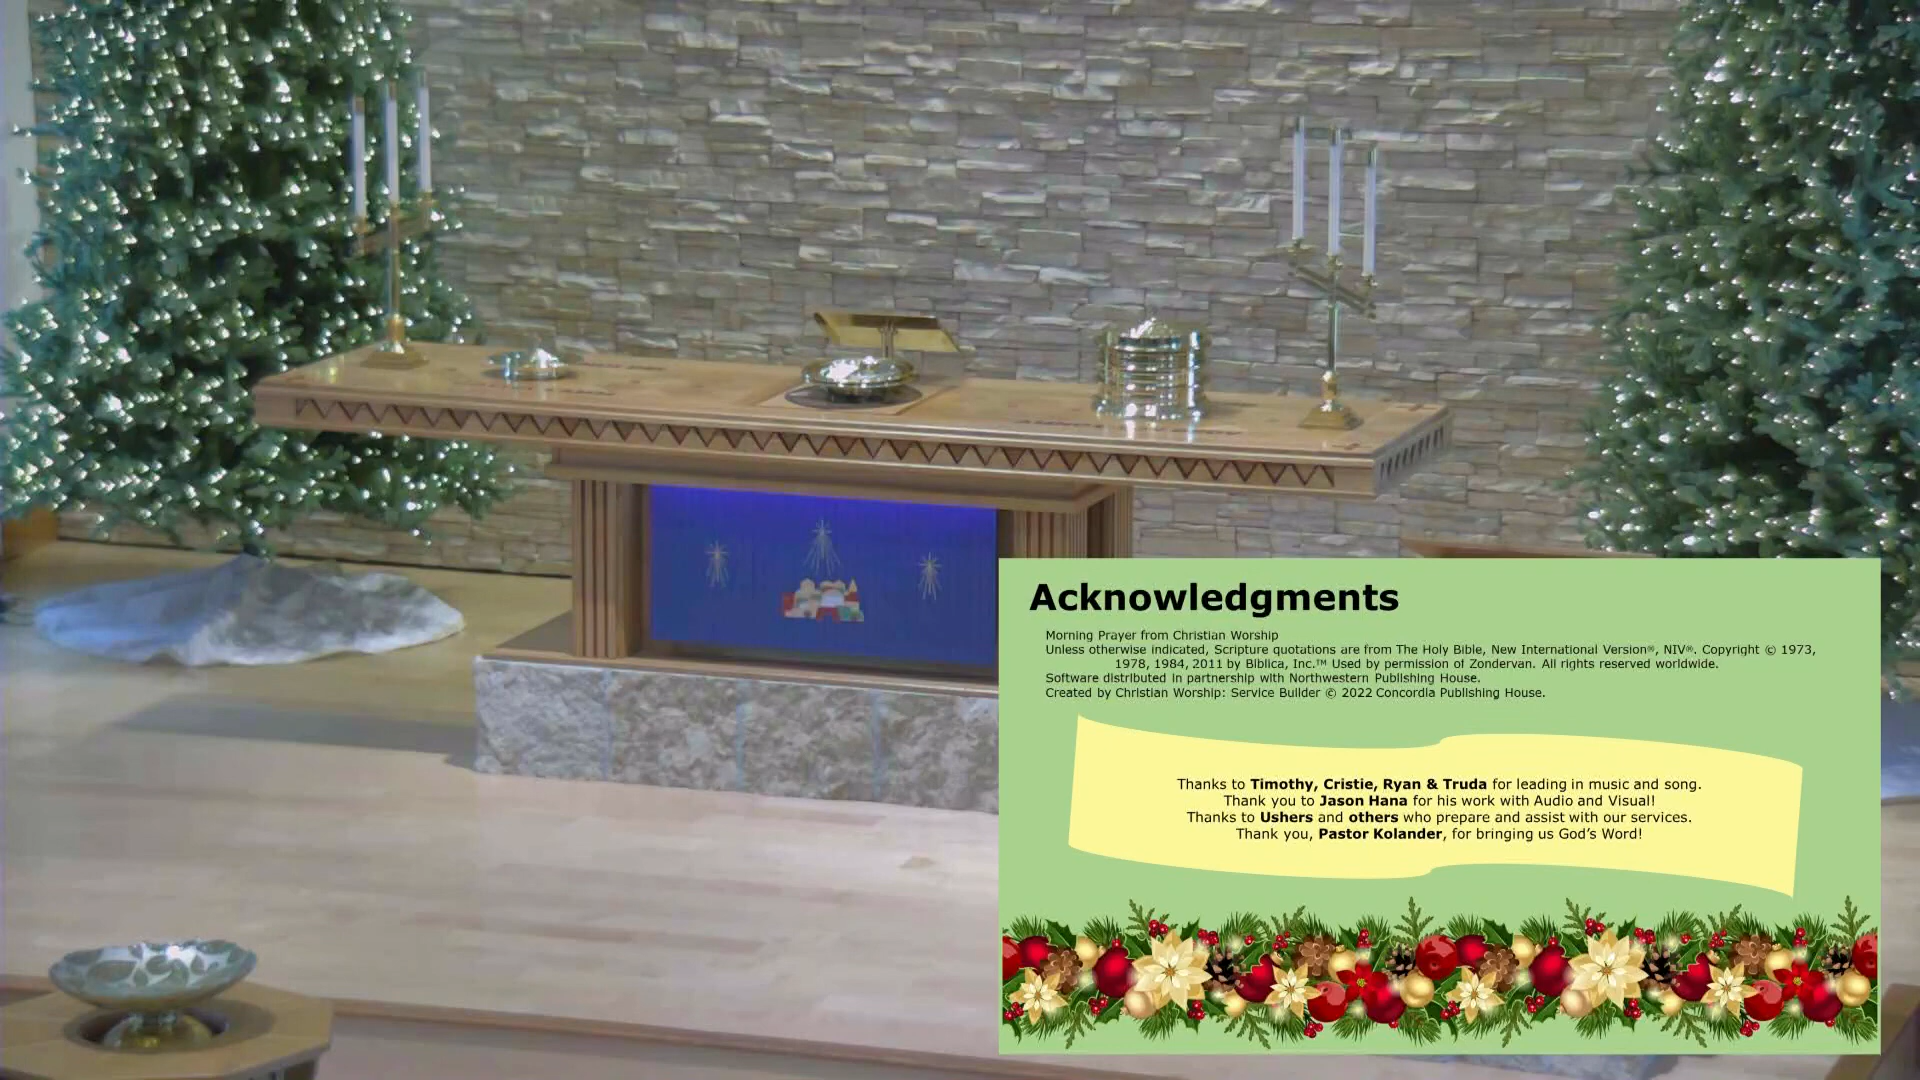 Acknowledgments
Morning Prayer from Christian Worship
Unless otherwise indicated, Scripture quotations are from The Holy Bible, New International Version®, NIV®. Copyright © 1973,
1978, 1984, 2011 by Biblica, Inc.™ Used by permission of Zondervan. All rights reserved worldwide.
Software distributed in partnership with Northwestern Publishing House.
Created by Christian Worship: Service Builder © 2022 Concordia Publishing House.
Thanks to Timothy, Cristie, Ryan & Truda for leading in music and song.
Thank you to Jason Hana for his work with Audio and Visual!
Thanks to Ushers and others who prepare and assist with our services.
Thank you, Pastor Kolander, for bringing us God’s Word!